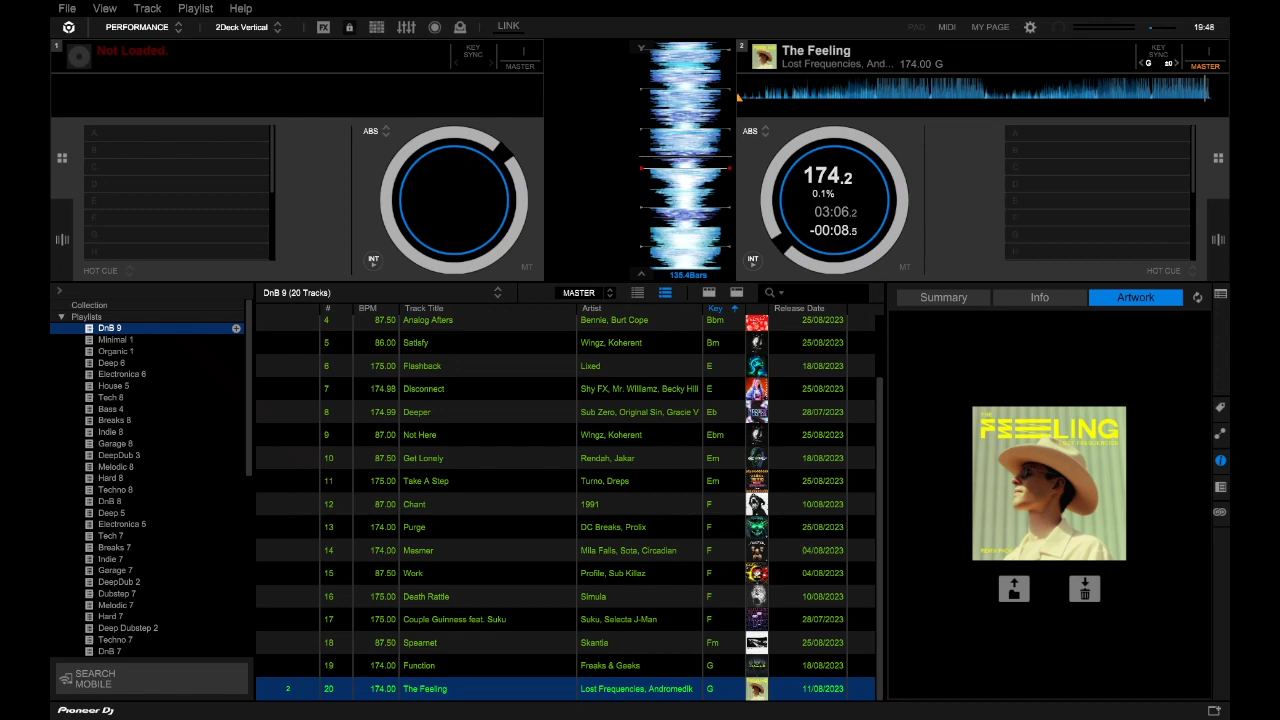 File View Track Playlist Help
PERFORMANCE 2Deck Vertical FX LINK PAD MIDI MY PAGE 19:48
1 Not Loaded. KEY SYNC MASTER
2 The Feeling KEY SYNC
Lost Frequencies, And... 174.00 G G ±0 MASTER
ABS ABS
A A
B B
C C
D D
E E
F F
G G
H H
174.2
0.1%
03:06.2
-00:08.5
INT MT INT MT
HOT CUE HOT CUE
135.4Bars
DnB 9 (20 Tracks) MASTER
Summary Info Artwork
# BPM Track Title Artist Key Release Date
4 87.50 Analog Afters Bennie, Burt Cope Bbm 25/08/2023
5 86.00 Satisfy Wingz, Koherent Bm 25/08/2023
6 175.00 Flashback Lixed E 18/08/2023
7 174.98 Disconnect Shy FX, Mr. Williamz, Becky Hill E 25/08/2023
8 174.99 Deeper Sub Zero, Original Sin, Gracie V Eb 28/07/2023
9 87.00 Not Here Wingz, Koherent Ebm 25/08/2023
10 87.50 Get Lonely Rendah, Jakar Em 18/08/2023
11 175.00 Take A Step Turno, Dreps Em 25/08/2023
12 87.00 Chant 1991 F 10/08/2023
13 174.00 Purge DC Breaks, Prolix F 25/08/2023
14 174.00 Mesmer Mila Falls, Sota, Circadian F 04/08/2023
15 87.50 Work Profile, Sub Killaz F 04/08/2023
16 175.00 Death Rattle Simula F 10/08/2023
17 175.00 Couple Guinness feat. Suku Suku, Selecta J-Man F 28/07/2023
18 87.50 Spearnet Skantia Fm 25/08/2023
19 174.00 Function Freaks & Geeks G 18/08/2023
2 20 174.00 The Feeling Lost Frequencies, Andromedik G 11/08/2023
Collection
Playlists
DnB 9
Minimal 1
Organic 1
Deep 6
Electronica 6
House 5
Tech 8
Bass 4
Breaks 8
Indie 8
Garage 8
DeepDub 3
Melodic 8
Hard 8
Techno 8
DnB 8
Deep 5
Electronica 5
Tech 7
Breaks 7
Indie 7
Garage 7
DeepDub 2
Dubstep 7
Melodic 7
Hard 7
Deep Dubstep 2
Techno 7
DnB 7
SEARCH
MOBILE
THE
FEELING
LOST FREQUENCIES
Pioneer Dj